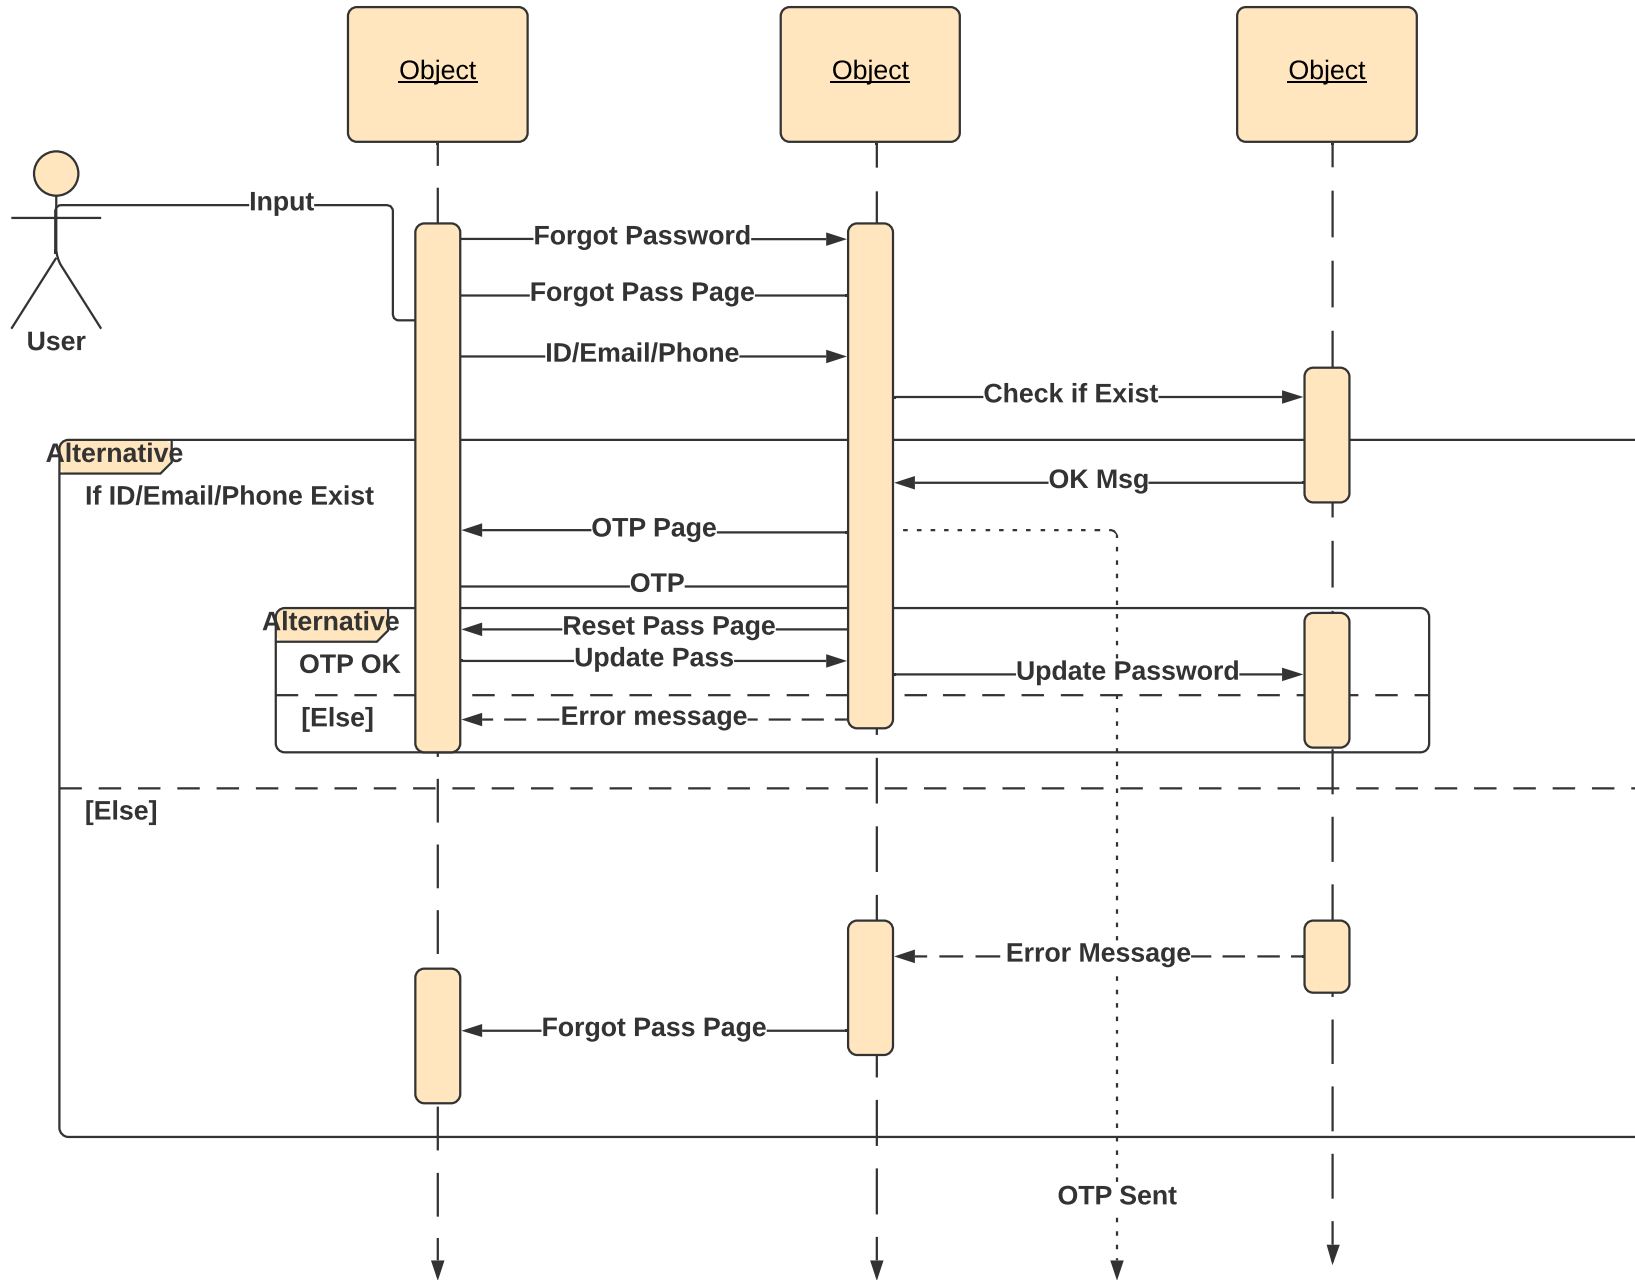 Object
Object
Object
Input
Forgot Password
Forgot Pass Page
User
ID/Email/Phone
Check if Exist
Alternative
OK Msg
If ID/Email/Phone Exist
OTP Page
OTP
Alternative
Reset Pass Page
OTP OK
Update Pass
Update Password
[Else]
Error message
[Else]
Error Message
Forgot Pass Page
OTP Sent